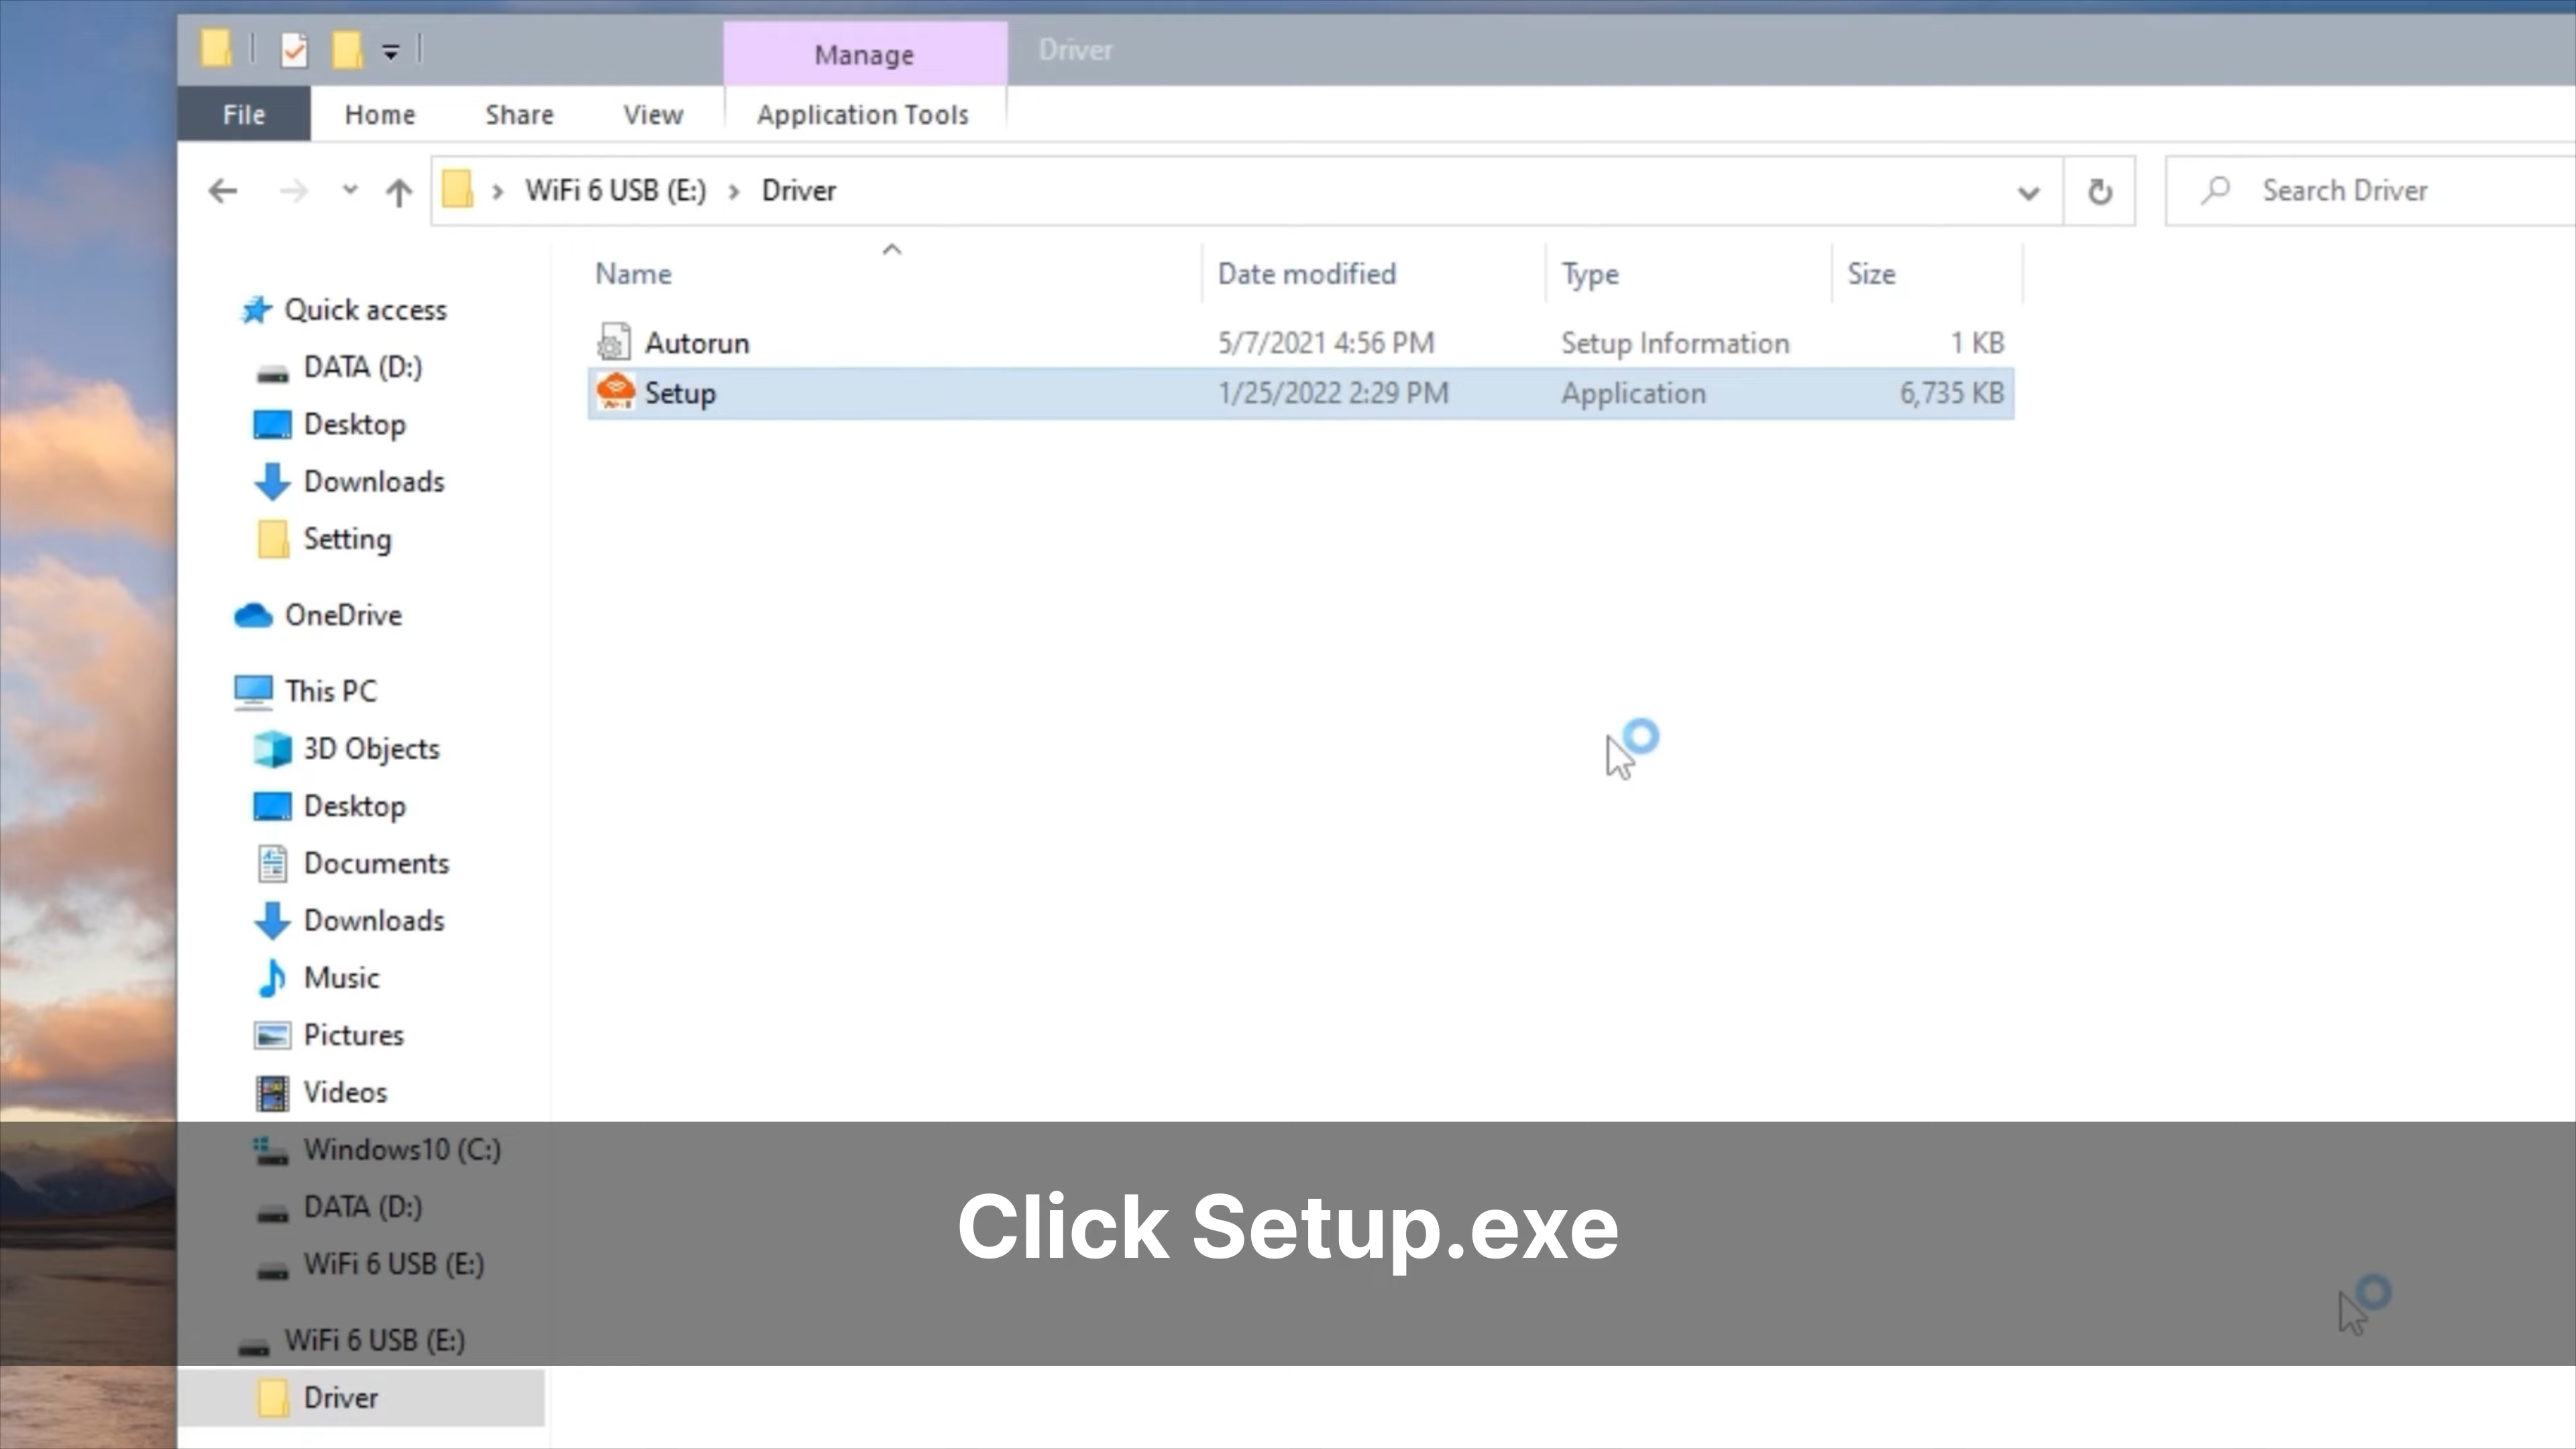 Manage
Driver
File
Home
Share
View
Application Tools
WiFi 6 USB (E:)
Driver
Search Driver
Name
Date modified
Type
Size
Autorun
5/7/2021 4:56 PM
Setup Information
1 KB
Setup
1/25/2022 2:29 PM
Application
6,735 KB
Quick access
DATA (D:)
Desktop
Downloads
Setting
OneDrive
This PC
3D Objects
Desktop
Documents
Downloads
Music
Pictures
Videos
Windows10 (C:)
DATA (D:)
WiFi 6 USB (E:)
WiFi 6 USB (E:)
Driver
Click Setup.exe